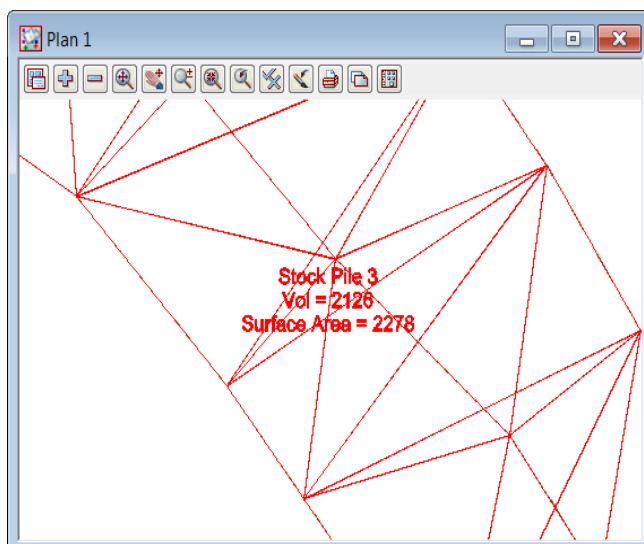 Plan 1
Stock Pile 3
Vol = 2126
Surface Area = 2278